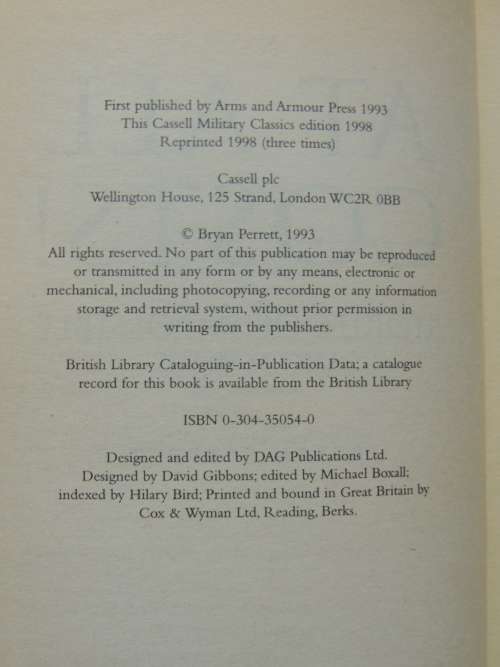 First published by Arms and Armour Press 1993
This Cassell Military Classics edition 1998
Reprinted 1998 (three times)
Cassell plc
Wellington House, 125 Strand, London WC2R 0BB
© Bryan Perrett, 1993
All rights reserved. No part of this publication may be reproduced
or transmitted in any form or by any means, electronic or
mechanical, including photocopying, recording or any information
storage and retrieval system, without prior permission in
writing from the publishers.
British Library Cataloguing-in-Publication Data; a catalogue
record for this book is available from the British Library
ISBN 0-304-35054-0
Designed and edited by DAG Publications Ltd.
Designed by David Gibbons; edited by Michael Boxall;
indexed by Hilary Bird; Printed and bound in Great Britain by
Cox & Wyman Ltd, Reading, Berks.